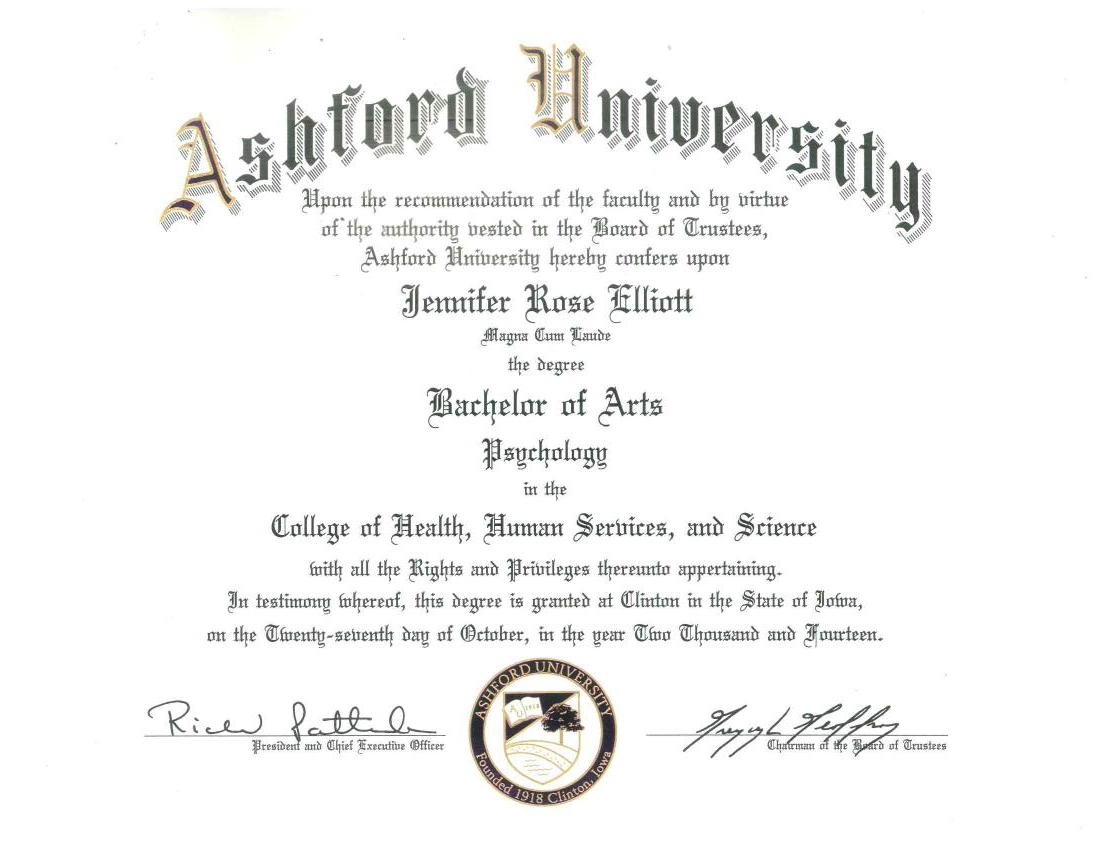 Ashford University
Upon the recommendation of the faculty and by virtue
of the authority vested in the Board of Trustees,
Ashford University hereby confers upon
Jennifer Rose Elliott
Magna Cum Laude
the degree
Bachelor of Arts
Psychology
in the
College of Health, Human Services, and Science
with all the Rights and Privileges thereunto appertaining.
In testimony whereof, this degree is granted at Clinton in the State of Iowa,
on the Twenty-seventh day of October, in the year Two Thousand and Fourteen.
ASHFORD UNIVERSITY
A U 1918
Founded 1918 Clinton, Iowa
President and Chief Executive Officer
Chairman of the Board of Trustees